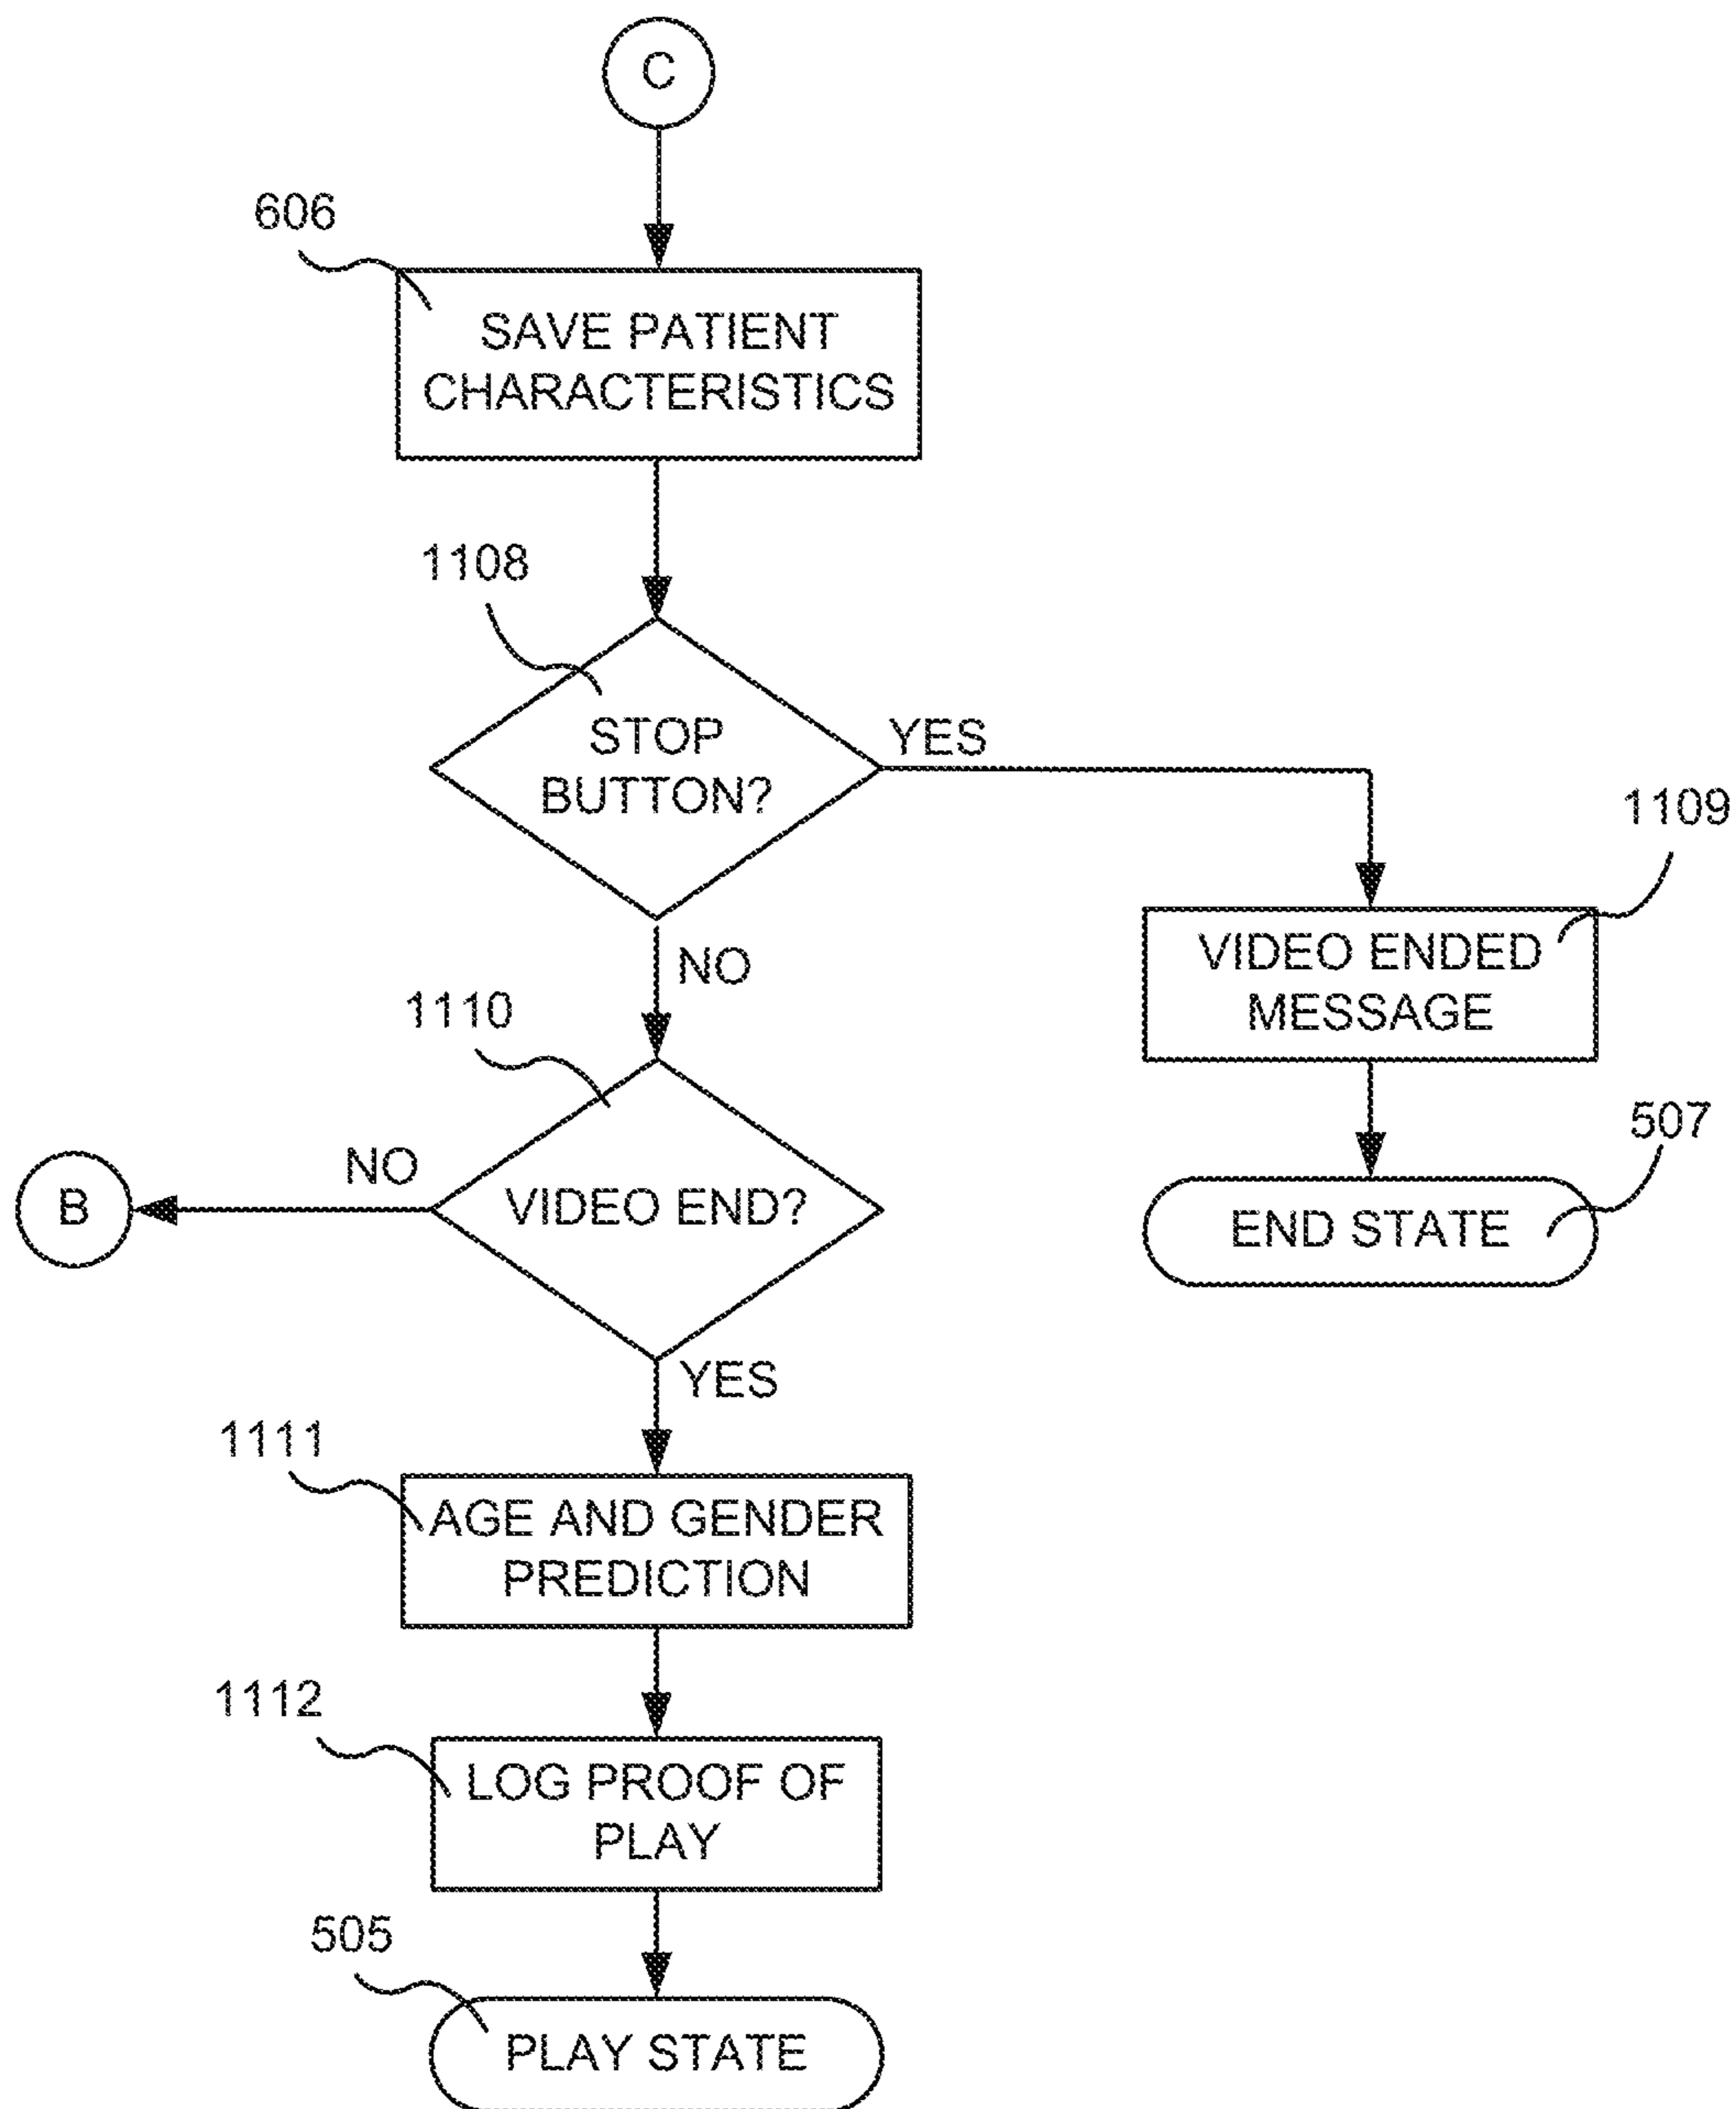 C
606
SAVE PATIENT
CHARACTERISTICS
1108
STOP
BUTTON?
YES
1109
VIDEO ENDED
MESSAGE
NO
1110
507
END STATE
NO
B
VIDEO END?
YES
1111
AGE AND GENDER
PREDICTION
1112
LOG PROOF OF
PLAY
505
PLAY STATE